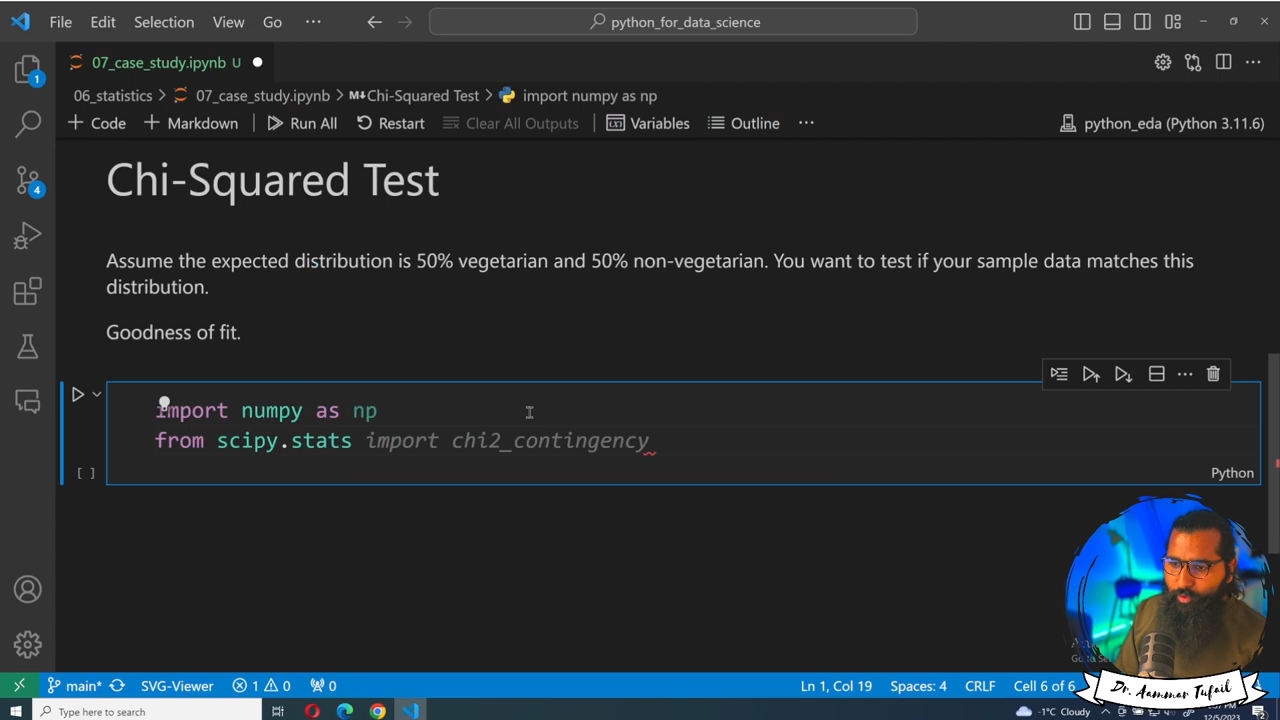 File Edit Selection View Go ··· python_for_data_science
07_case_study.ipynb U
06_statistics > 07_case_study.ipynb > M↓Chi-Squared Test > import numpy as np
+ Code + Markdown Run All Restart Clear All Outputs Variables Outline ··· python_eda (Python 3.11.6)
1
4
Chi-Squared Test
Assume the expected distribution is 50% vegetarian and 50% non-vegetarian. You want to test if your sample data matches this
distribution.
Goodness of fit.
import numpy as np
from scipy.stats import chi2_contingency
[ ] Python
main* SVG-Viewer 1 0 0 Ln 1, Col 19 Spaces: 4 CRLF Cell 6 of 6
Dr. Aammar Tufail
Type here to search -1°C Cloudy 12/5/2023